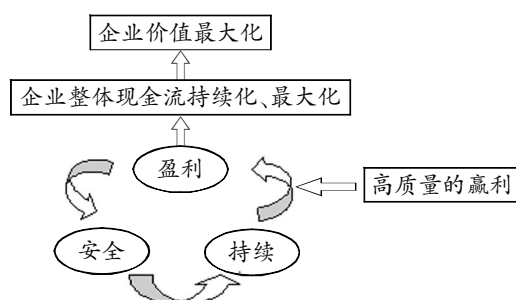 企业价值最大化
企业整体现金流持续化、最大化
盈利
高质量的赢利
安全
持续